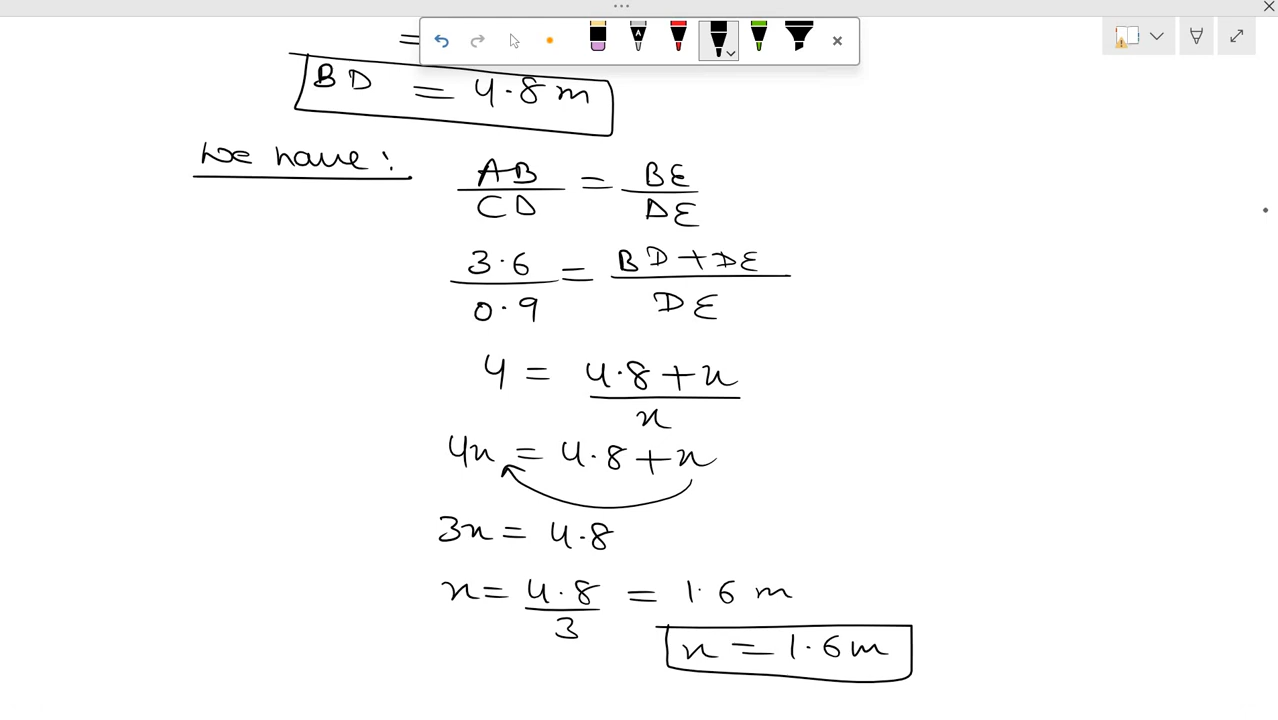 =
BD = 4.8m
We have:
AB/CD = BE/DE
3.6/0.9 = BD+DE/DE
4 = 4.8+x/x
4x = 4.8+x
3x = 4.8
x = 4.8/3 = 1.6 m
x = 1.6m